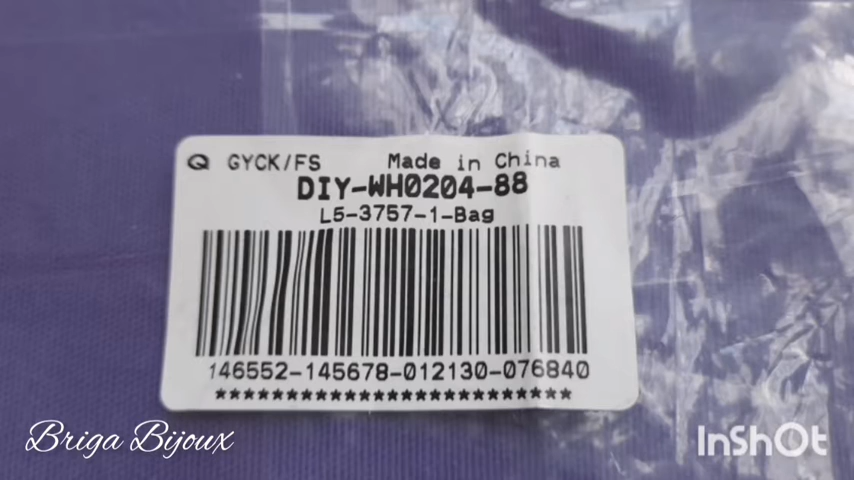 Q GYCK/FS Made in China
DIY-WH0204-88
L5-3757-1-Bag
146552-145678-012130-076840
***********************
Briga Bijoux
InShOt